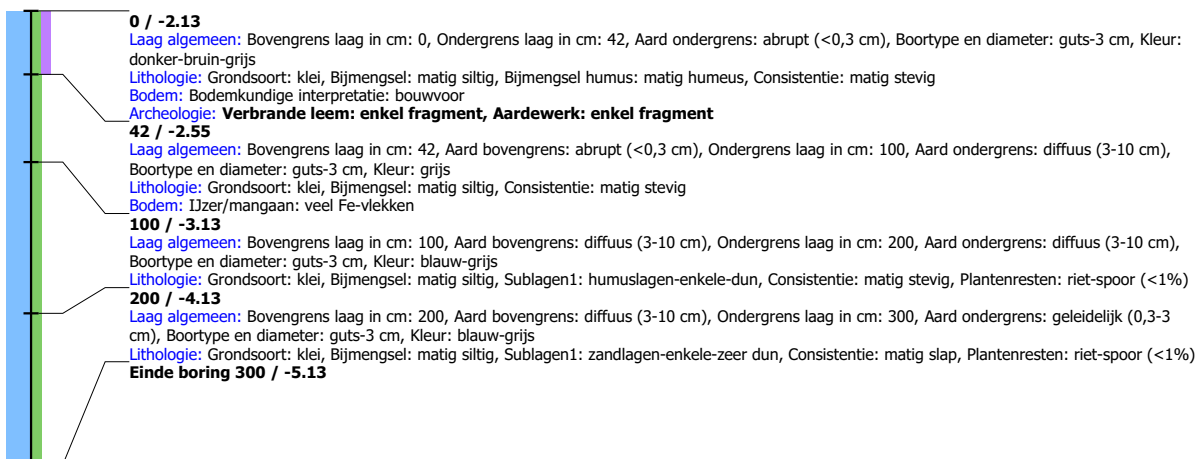 0 / -2.13
Laag algemeen: Bovengrens laag in cm: 0, Ondergrens laag in cm: 42, Aard ondergrens: abrupt (<0,3 cm), Boortype en diameter: guts-3 cm, Kleur:
donker-bruin-grijs
Lithologie: Grondsoort: klei, Bijmengsel: matig siltig, Bijmengsel humus: matig humeus, Consistentie: matig stevig
Bodem: Bodemkundige interpretatie: bouwvoor
Archeologie: Verbrande leem: enkel fragment, Aardewerk: enkel fragment
42 / -2.55
Laag algemeen: Bovengrens laag in cm: 42, Aard bovengrens: abrupt (<0,3 cm), Ondergrens laag in cm: 100, Aard ondergrens: diffuus (3-10 cm),
Boortype en diameter: guts-3 cm, Kleur: grijs
Lithologie: Grondsoort: klei, Bijmengsel: matig siltig, Consistentie: matig stevig
Bodem: IJzer/mangaan: veel Fe-vlekken
100 / -3.13
Laag algemeen: Bovengrens laag in cm: 100, Aard bovengrens: diffuus (3-10 cm), Ondergrens laag in cm: 200, Aard ondergrens: diffuus (3-10 cm),
Boortype en diameter: guts-3 cm, Kleur: blauw-grijs
Lithologie: Grondsoort: klei, Bijmengsel: matig siltig, Sublagen1: humuslagen-enkele-dun, Consistentie: matig stevig, Plantenresten: riet-spoor (<1%)
200 / -4.13
Laag algemeen: Bovengrens laag in cm: 200, Aard bovengrens: diffuus (3-10 cm), Ondergrens laag in cm: 300, Aard ondergrens: geleidelijk (0,3-3
cm), Boortype en diameter: guts-3 cm, Kleur: blauw-grijs
Lithologie: Grondsoort: klei, Bijmengsel: matig siltig, Sublagen1: zandlagen-enkele-zeer dun, Consistentie: matig slap, Plantenresten: riet-spoor (<1%)
Einde boring 300 / -5.13